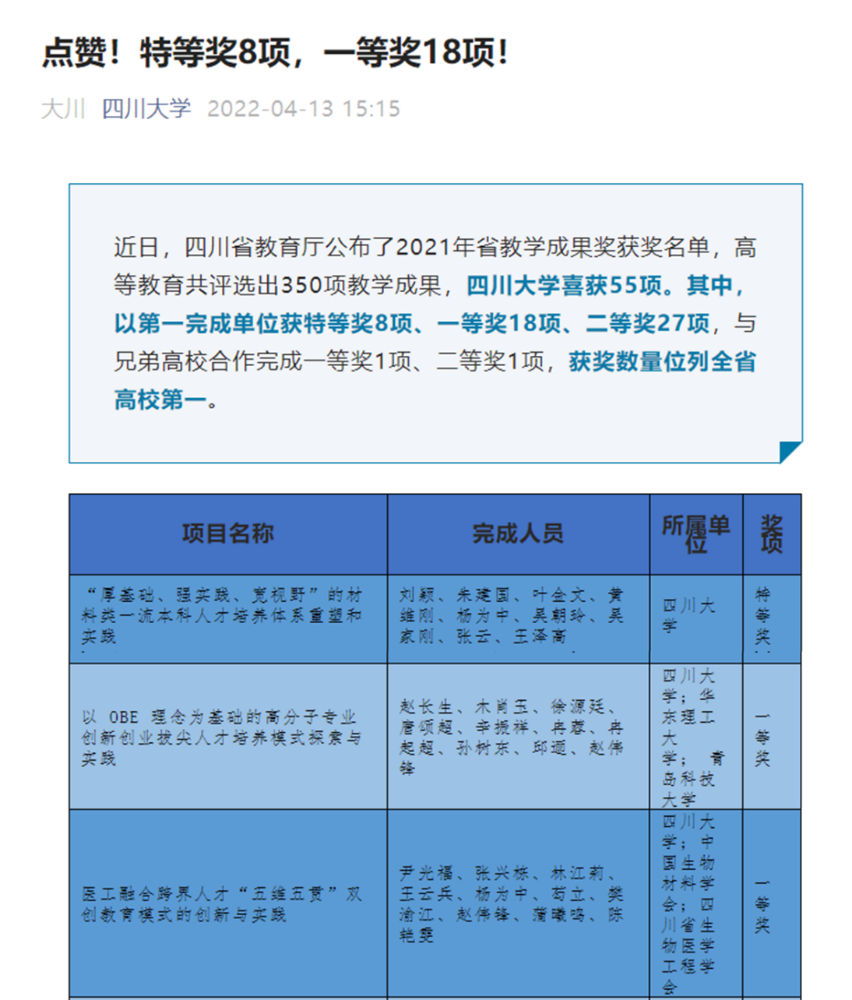 点赞！特等奖8项，一等奖18项！
大川 四川大学 2022-04-13 15:15
近日，四川省教育厅公布了2021年省教学成果奖获奖名单，高
等教育共评选出350项教学成果，四川大学喜获55项。其中，
以第一完成单位获特等奖8项、一等奖18项、二等奖27项，与
兄弟高校合作完成一等奖1项、二等奖1项，获奖数量位列全省
高校第一。
项目名称
完成人员
所属单
位
奖
项
“厚基础、强实践、宽视野”的材
料类一流本科人才培养体系重塑和
实践
刘颖、朱建国、叶金文、黄
维刚、杨为中、吴朝玲、吴
家刚、张云、王泽高
四川大
学
特
等
奖
以 OBE 理念为基础的高分子专业
创新创业拔尖人才培养模式探索与
实践
赵长生、木肖玉、徐源廷、
唐颂超、辛振祥、冉蓉、冉
起超、孙树东、邱逦、赵伟
锋
四川大
学；华
东理工
大
学； 青
岛科技
大学
一
等
奖
医工融合跨界人才“五维五贯”双
创教育模式的创新与实践
尹光福、张兴栋、林江莉、
王云兵、杨为中、苟立、樊
渝江、赵伟锋、蒲曦鸣、陈
艳雯
四川大
学；中
国生物
材料学
会；四
川省生
物医学
工程学
会
一
等
奖